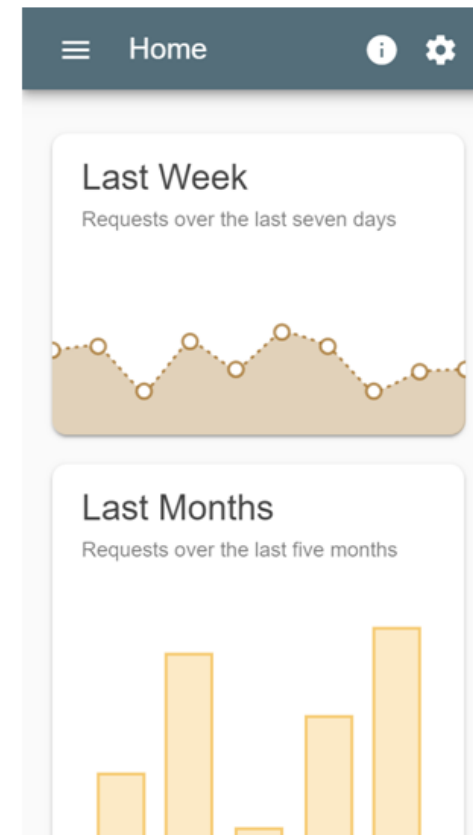 Home
Last Week
Requests over the last seven days
Last Months
Requests over the last five months